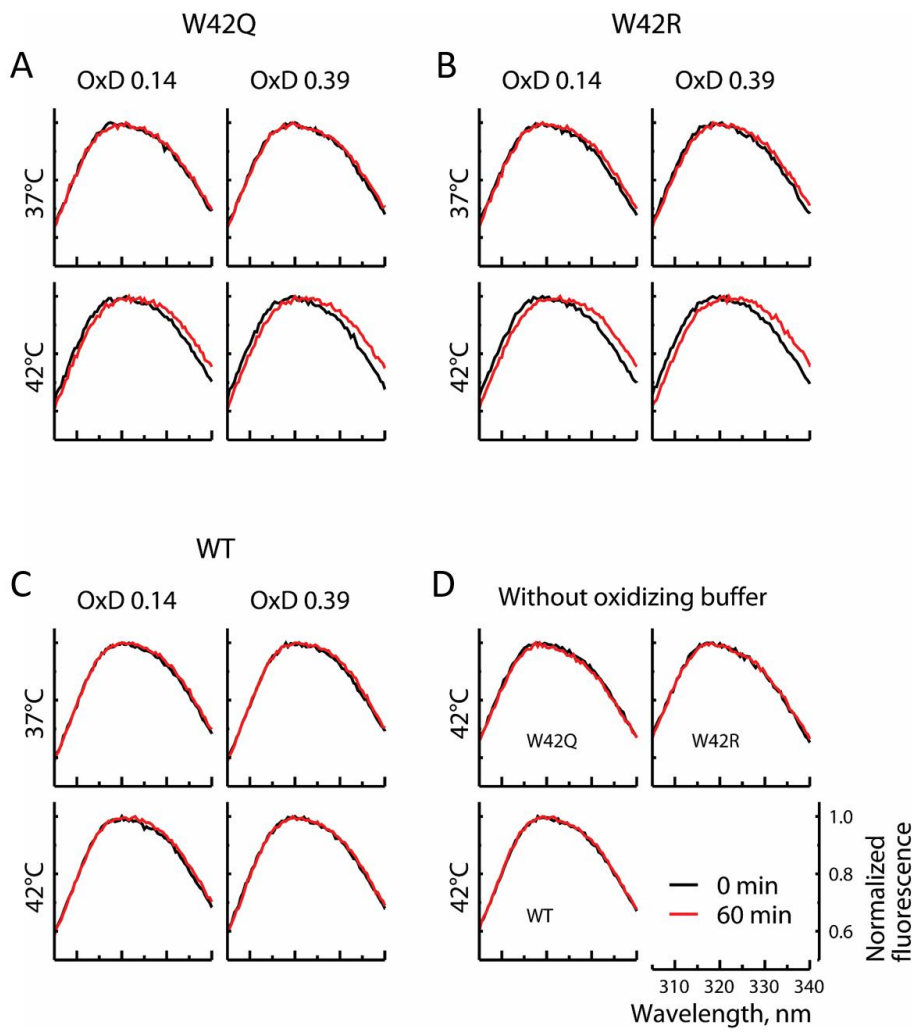 W42Q
W42R
A
B
OxD 0.14
OxD 0.39
OxD 0.14
OxD 0.39
37°C
37°C
42°C
42°C
WT
C
D
OxD 0.14
OxD 0.39
Without oxidizing buffer
37°C
42°C
W42Q
W42R
42°C
WT
0 min
60 min
1.0
0.8
0.6
Normalized
fluorescence
310 320 330 340
Wavelength, nm